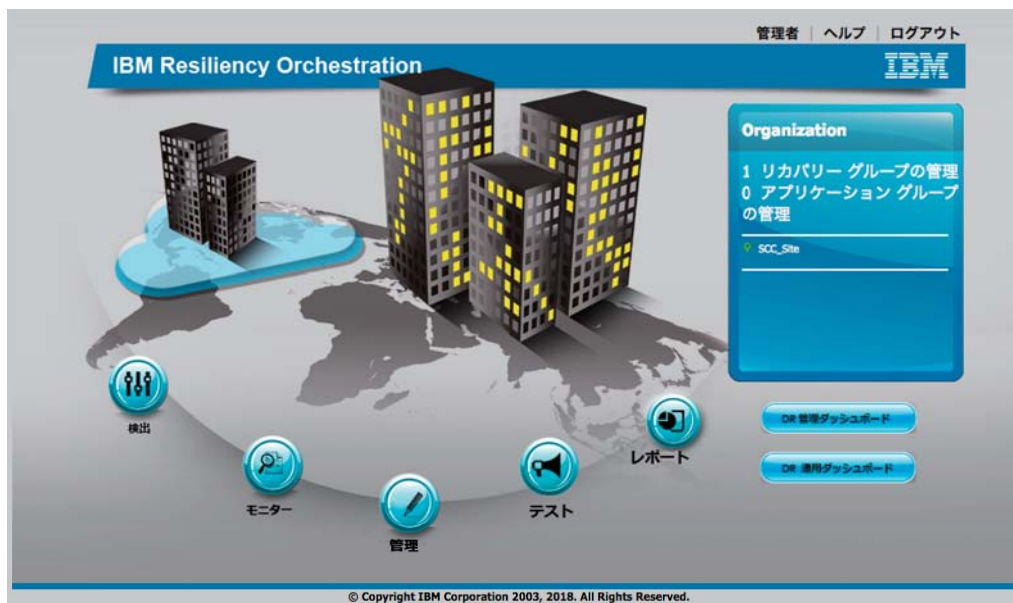 管理者 | ヘルプ | ログアウト
IBM Resiliency Orchestration
IBM
Organization
1 リカバリー グループの管理
0 アプリケーション グループ
の管理
SCC_Site
検出
モニター
管理
テスト
レポート
DR 管理ダッシュボード
DR 運用ダッシュボード
© Copyright IBM Corporation 2003, 2018. All Rights Reserved.